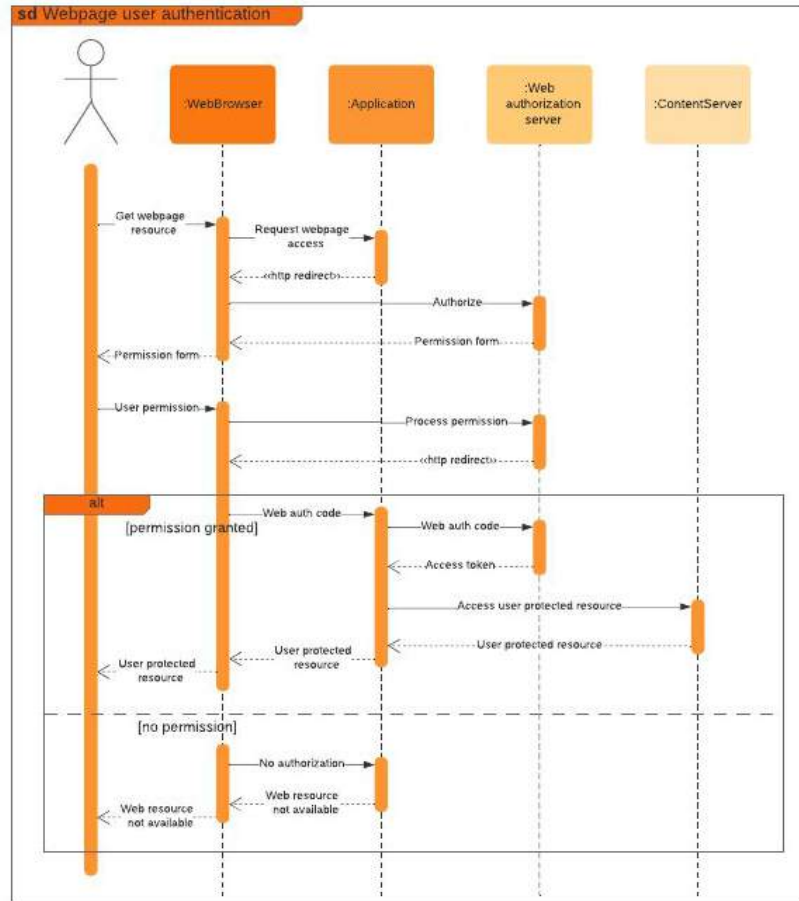 sd Webpage user authentication
:WebBrowser
:Application
:Web
authorization
server
:ContentServer
Get webpage
resource
Request webpage
access
‹‹http redirect››
Authorize
Permission form
Permission form
User permission
Process permission
‹‹http redirect››
alt
[permission granted]
Web auth code
Web auth code
Access token
Access user protected resource
User protected resource
User protected
resource
User protected
resource
[no permission]
No authorization
Web resource
not available
Web resource
not available